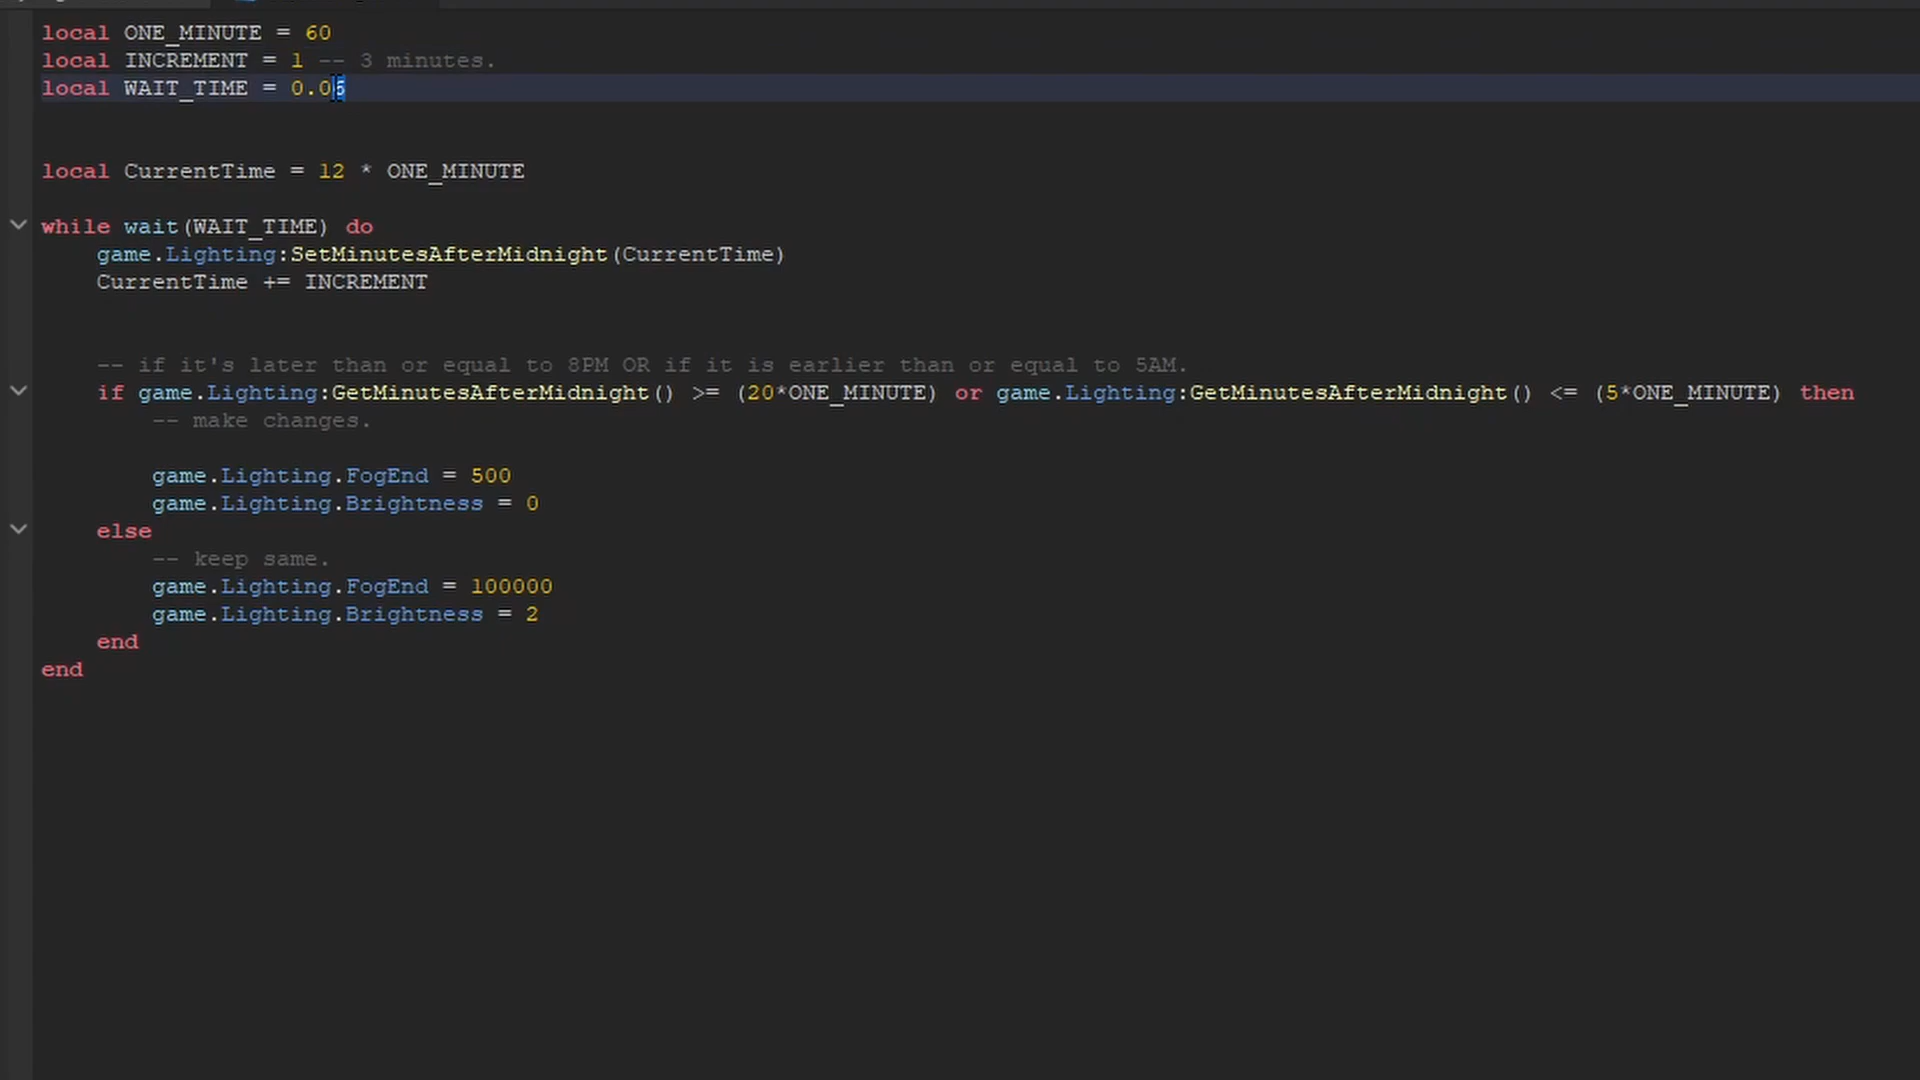 local ONE_MINUTE = 60
local INCREMENT = 1 -- 3 minutes.
local WAIT_TIME = 0.05
local CurrentTime = 12 * ONE_MINUTE
while wait(WAIT_TIME) do
game.Lighting:SetMinutesAfterMidnight(CurrentTime)
CurrentTime += INCREMENT
-- if it's later than or equal to 8PM OR if it is earlier than or equal to 5AM.
if game.Lighting:GetMinutesAfterMidnight() >= (20*ONE_MINUTE) or game.Lighting:GetMinutesAfterMidnight() <= (5*ONE_MINUTE) then
-- make changes.
game.Lighting.FogEnd = 500
game.Lighting.Brightness = 0
else
-- keep same.
game.Lighting.FogEnd = 100000
game.Lighting.Brightness = 2
end
end